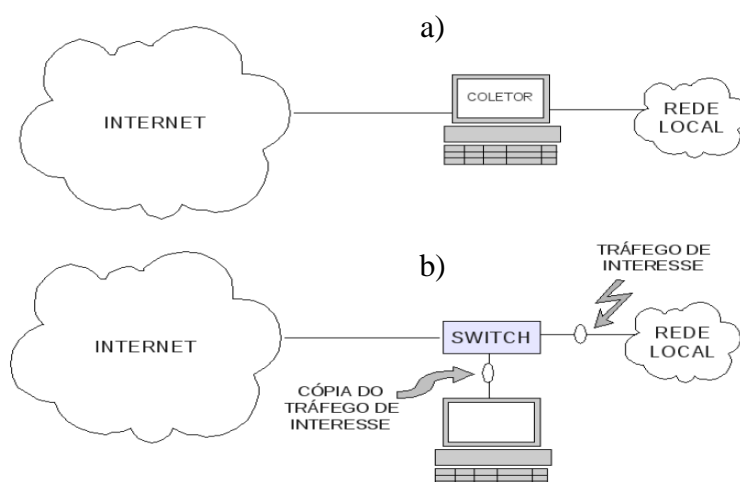 a)
INTERNET
COLETOR
REDE
LOCAL
b)
TRÁFEGO DE
INTERESSE
INTERNET
SWITCH
REDE
LOCAL
CÓPIA DO
TRÁFEGO DE
INTERESSE